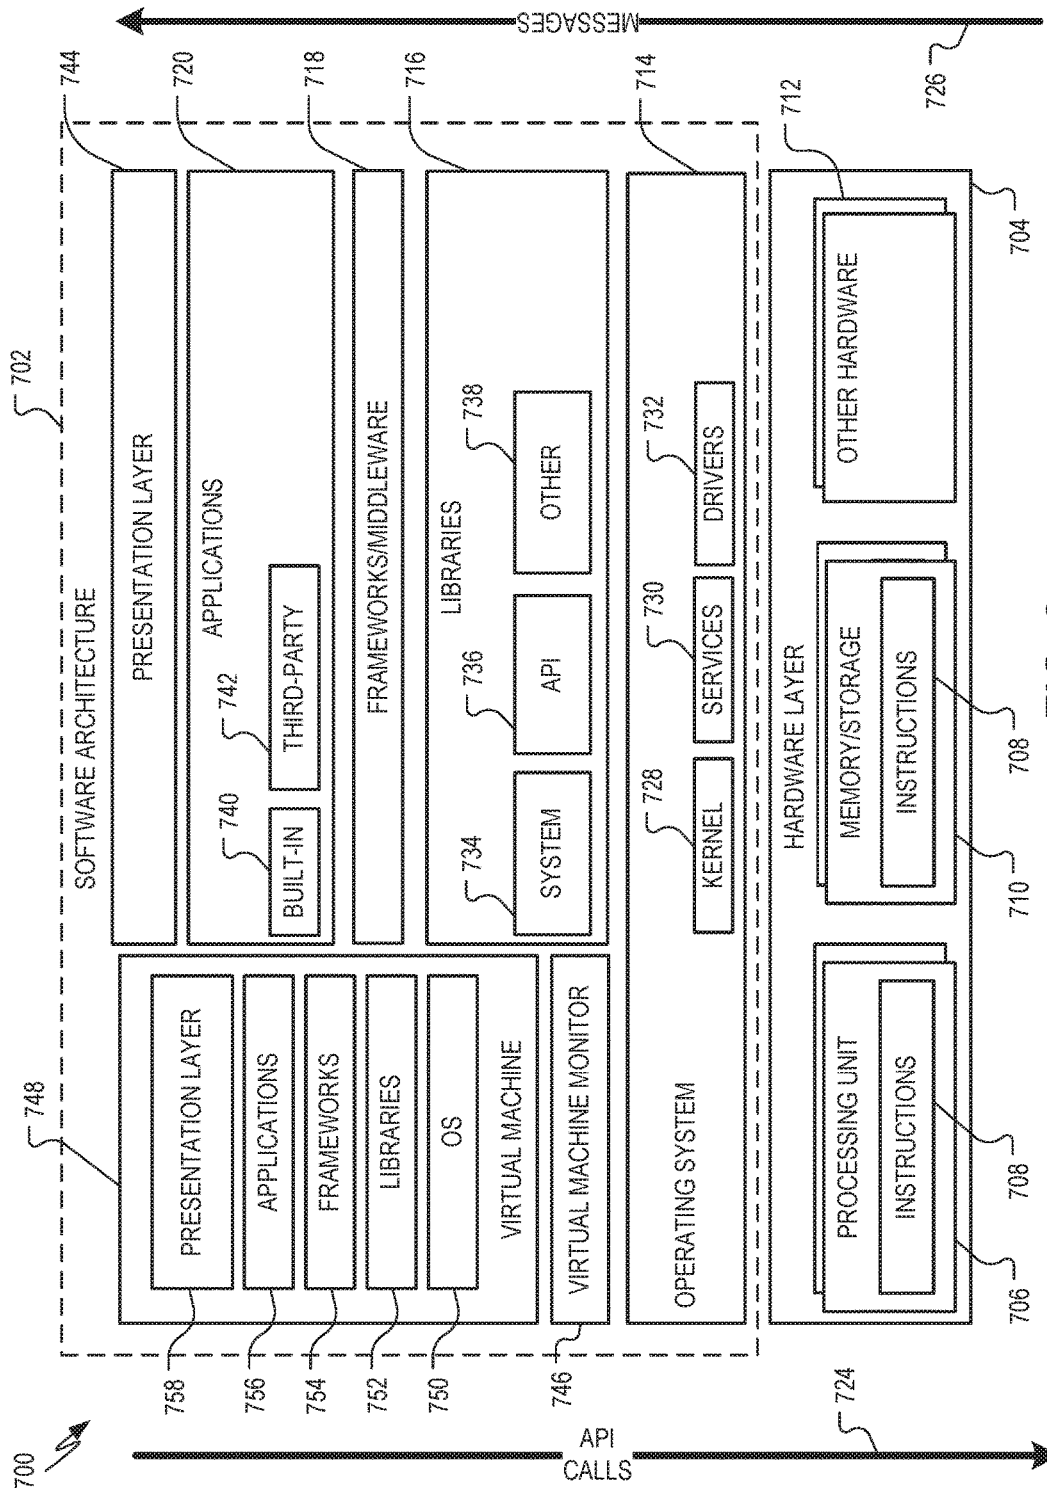 700
702
SOFTWARE ARCHITECTURE
748
PRESENTATION LAYER
758
APPLICATIONS
756
FRAMEWORKS
754
LIBRARIES
752
OS
750
VIRTUAL MACHINE
VIRTUAL MACHINE MONITOR
746
PRESENTATION LAYER
744
APPLICATIONS
720
740
BUILT-IN
742
THIRD-PARTY
FRAMEWORKS/MIDDLEWARE
718
LIBRARIES
716
734
SYSTEM
736
API
738
OTHER
OPERATING SYSTEM
714
728
KERNEL
730
SERVICES
732
DRIVERS
HARDWARE LAYER
704
PROCESSING UNIT
INSTRUCTIONS
706
708
MEMORY/STORAGE
INSTRUCTIONS
710
708
OTHER HARDWARE
712
API
CALLS
724
MESSAGES
726